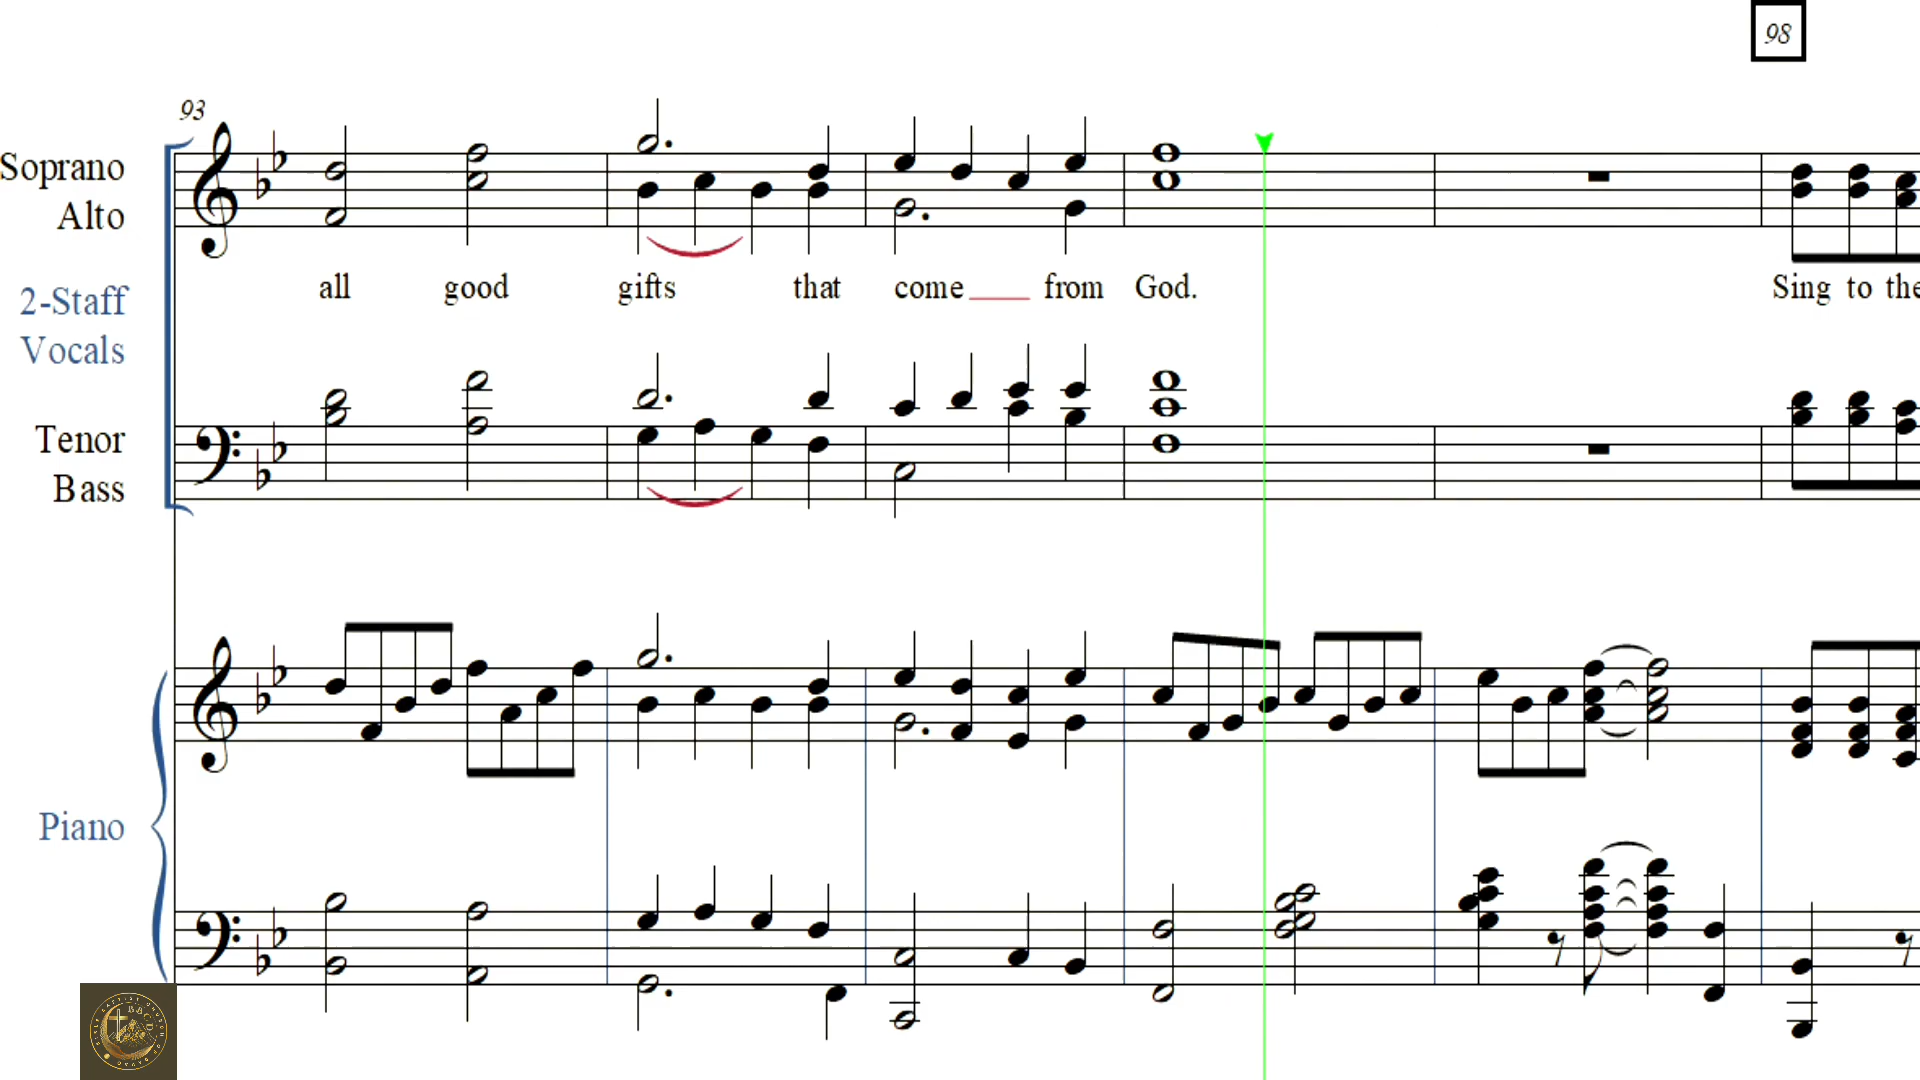 98
93
Soprano
Alto
2-Staff
Vocals
all good gifts that come from God. Sing to the
Tenor
Bass
Piano